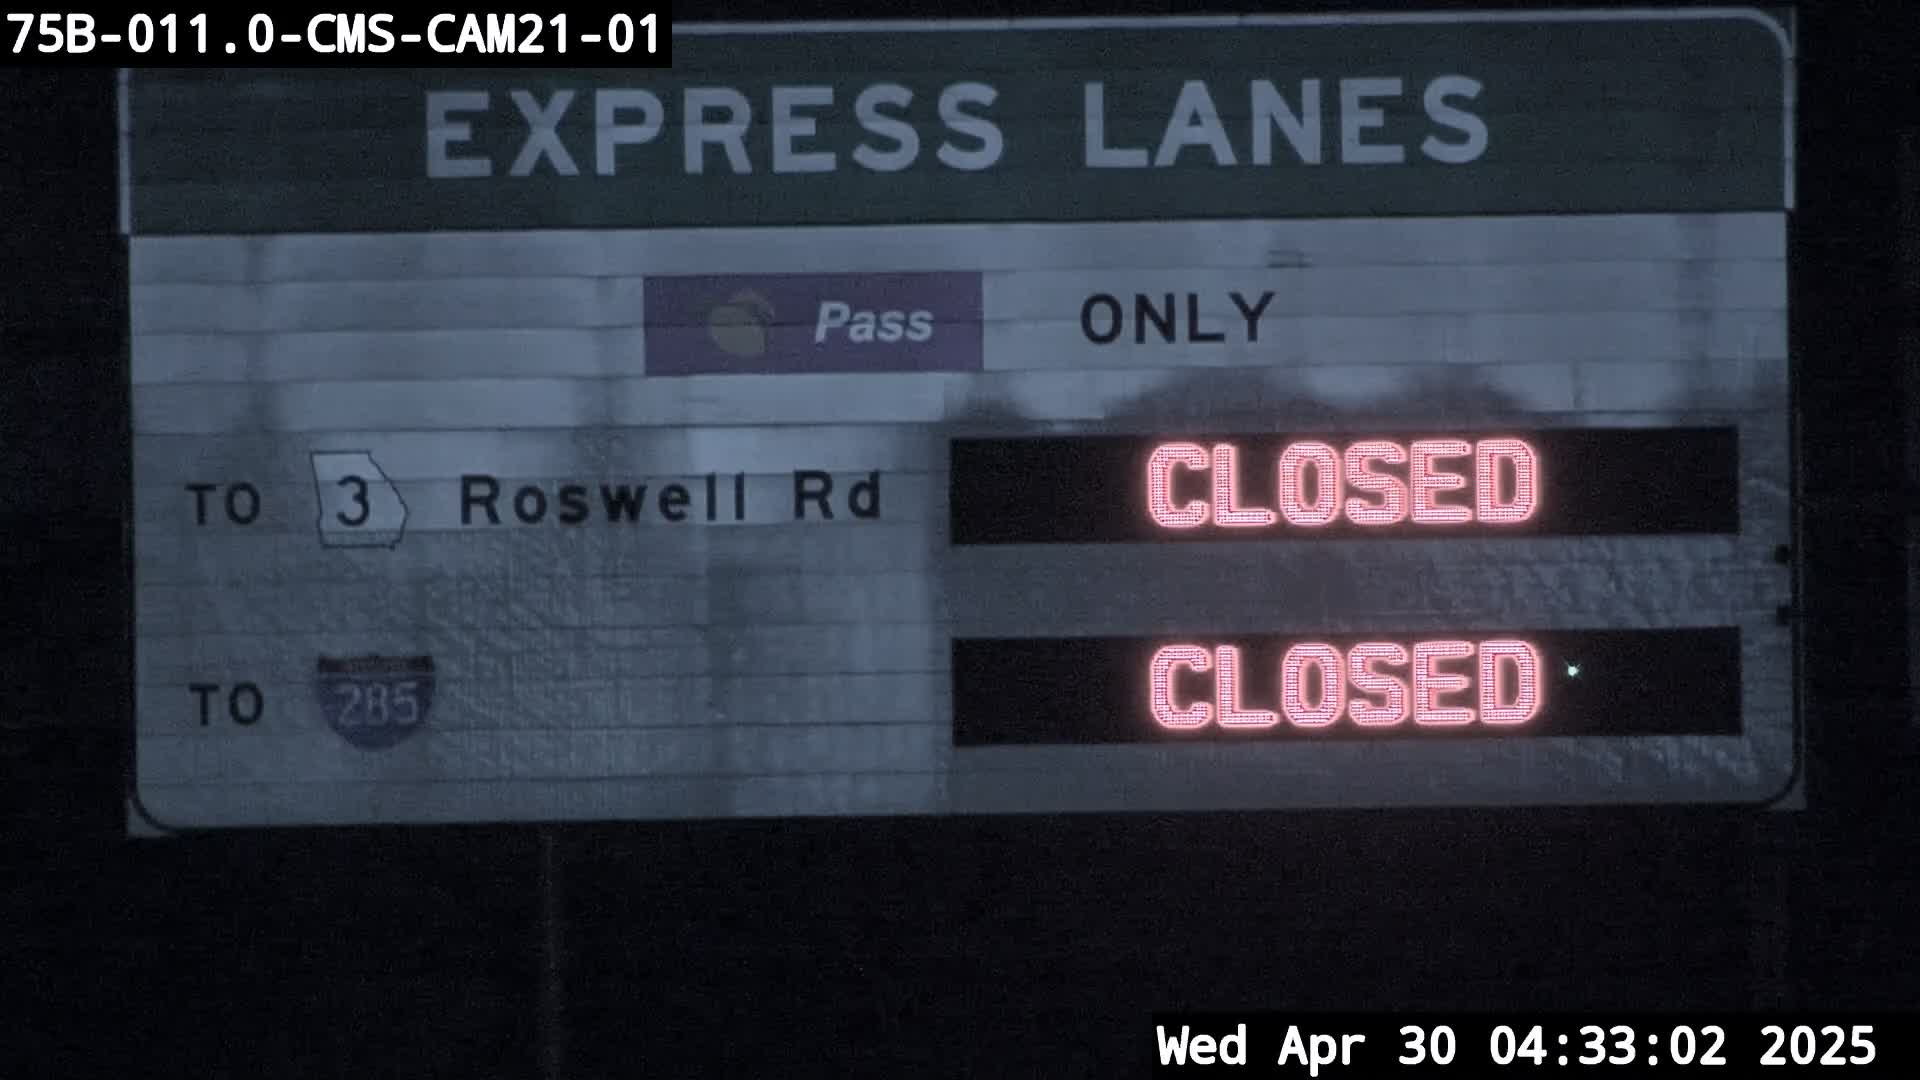 75B-011.0-CMS-CAM21-01
EXPRESS LANES
Pass ONLY
TO 3 Roswell Rd CLOSED
TO 285 CLOSED
Wed Apr 30 04:33:02 2025